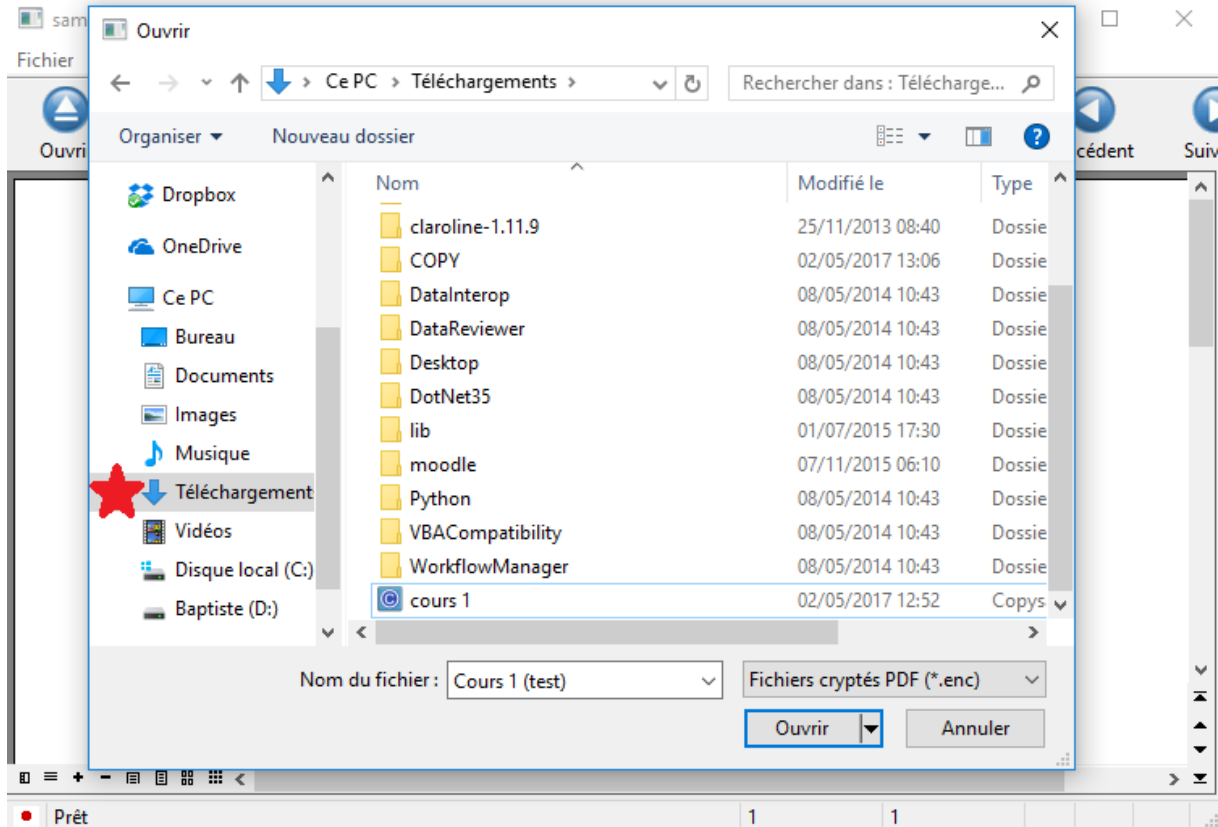 sam
Ouvrir
Fichier
Ce PC > Téléchargements >
Rechercher dans : Télécharge...
Organiser
Nouveau dossier
?
Ouvri
cédent
Suiv
Nom
Modifié le
Type
Dropbox
OneDrive
Ce PC
Bureau
Documents
Images
Musique
Téléchargement
Vidéos
Disque local (C:)
Baptiste (D:)
claroline-1.11.9 25/11/2013 08:40 Dossie
COPY 02/05/2017 13:06 Dossie
DataInterop 08/05/2014 10:43 Dossie
DataReviewer 08/05/2014 10:43 Dossie
Desktop 08/05/2014 10:43 Dossie
DotNet35 08/05/2014 10:43 Dossie
lib 01/07/2015 17:30 Dossie
moodle 07/11/2015 06:10 Dossie
Python 08/05/2014 10:43 Dossie
VBACompatibility 08/05/2014 10:43 Dossie
WorkflowManager 08/05/2014 10:43 Dossie
© cours 1 02/05/2017 12:52 Copys
Nom du fichier : Cours 1 (test)
Fichiers cryptés PDF (*.enc)
Ouvrir
Annuler
Prêt
1
1